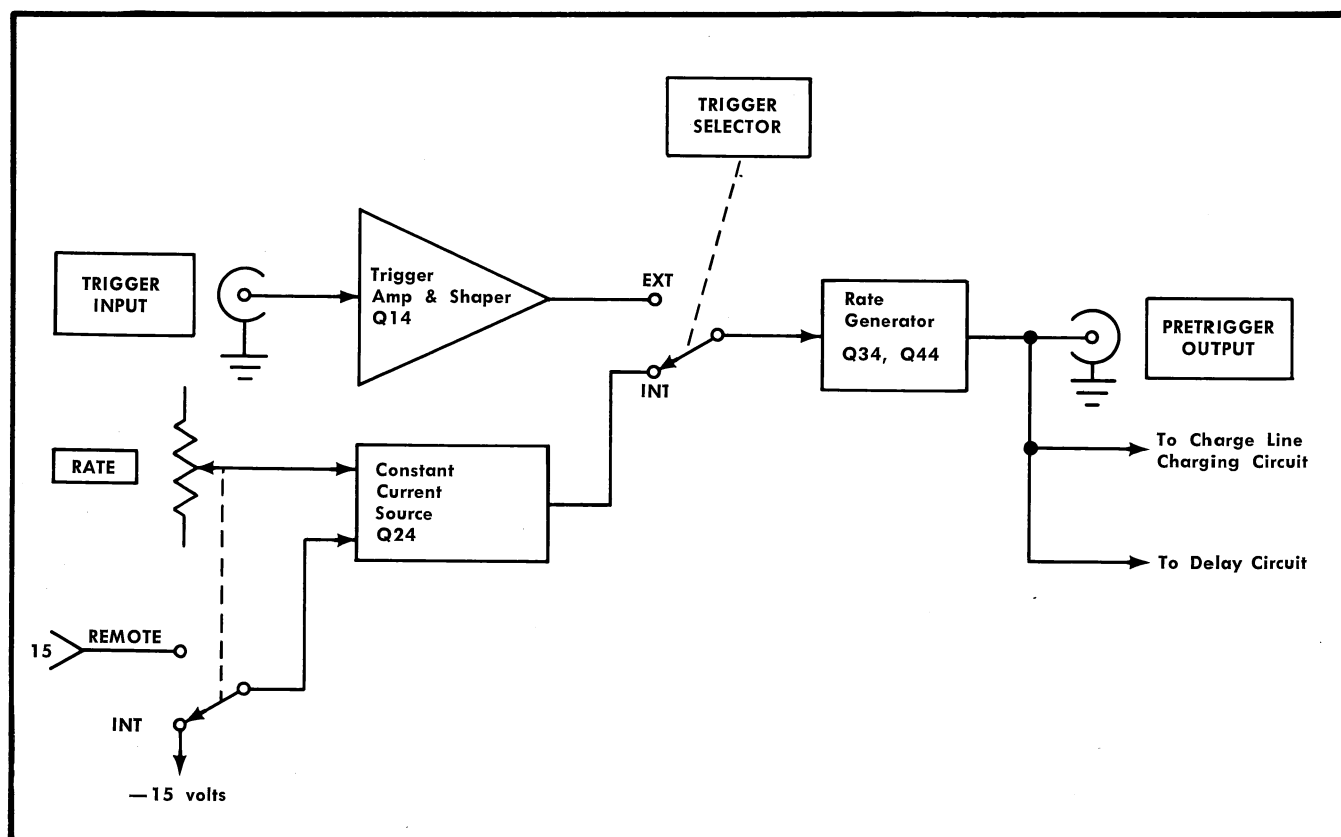 TRIGGER
SELECTOR
TRIGGER
INPUT
Trigger
Amp & Shaper
Q14
EXT
INT
Rate
Generator
Q34, Q44
PRETRIGGER
OUTPUT
To Charge Line
Charging Circuit
To Delay Circuit
RATE
Constant
Current
Source
Q24
15
REMOTE
INT
—15 volts